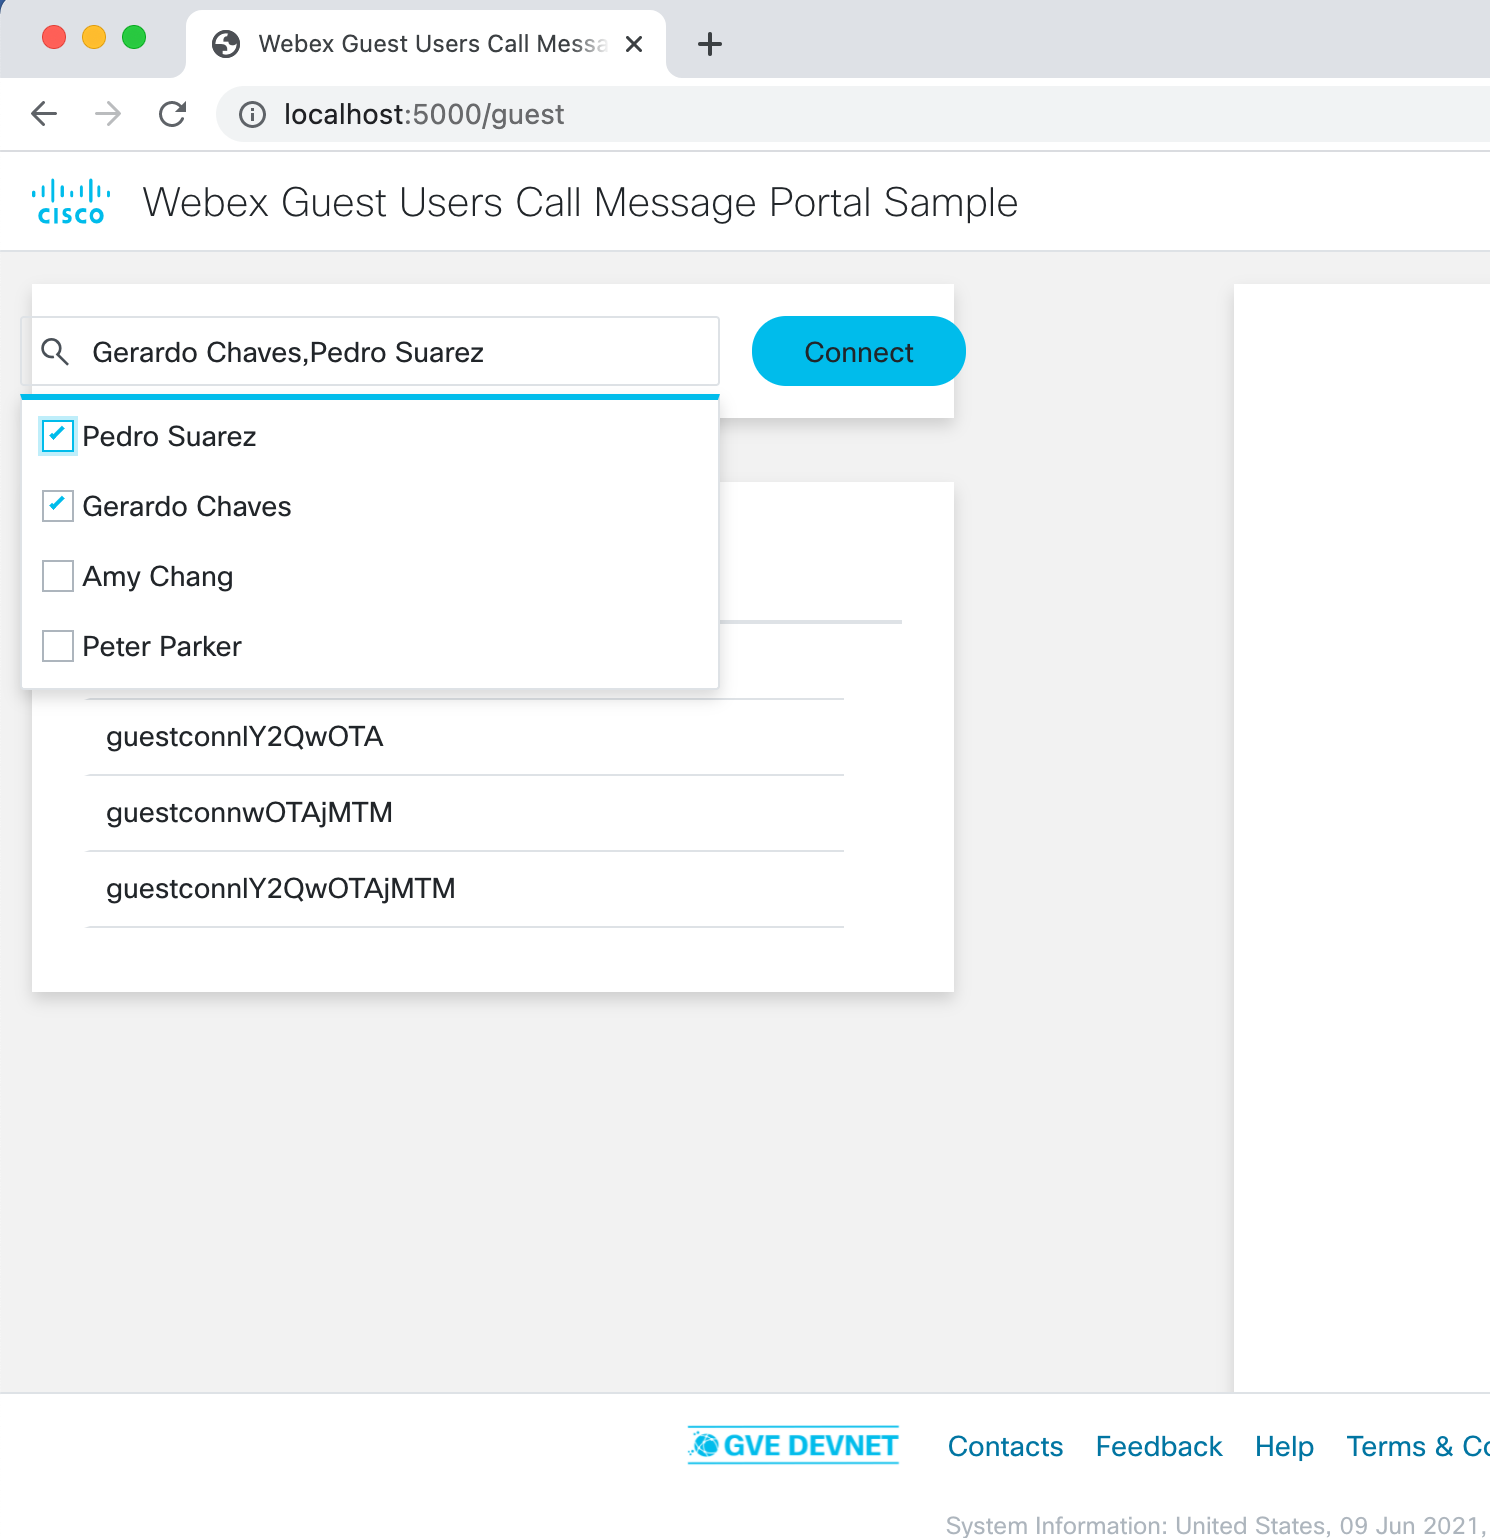 Webex Guest Users Call Messa
localhost:5000/guest
CISCO
Webex Guest Users Call Message Portal Sample
Gerardo Chaves,Pedro Suarez
Connect
Pedro Suarez
Gerardo Chaves
Amy Chang
Peter Parker
guestconnlY2QwOTA
guestconnwOTAjMTM
guestconnlY2QwOTAjMTM
GVE DEVNET
Contacts Feedback Help Terms & Co
System Information: United States, 09 Jun 2021,